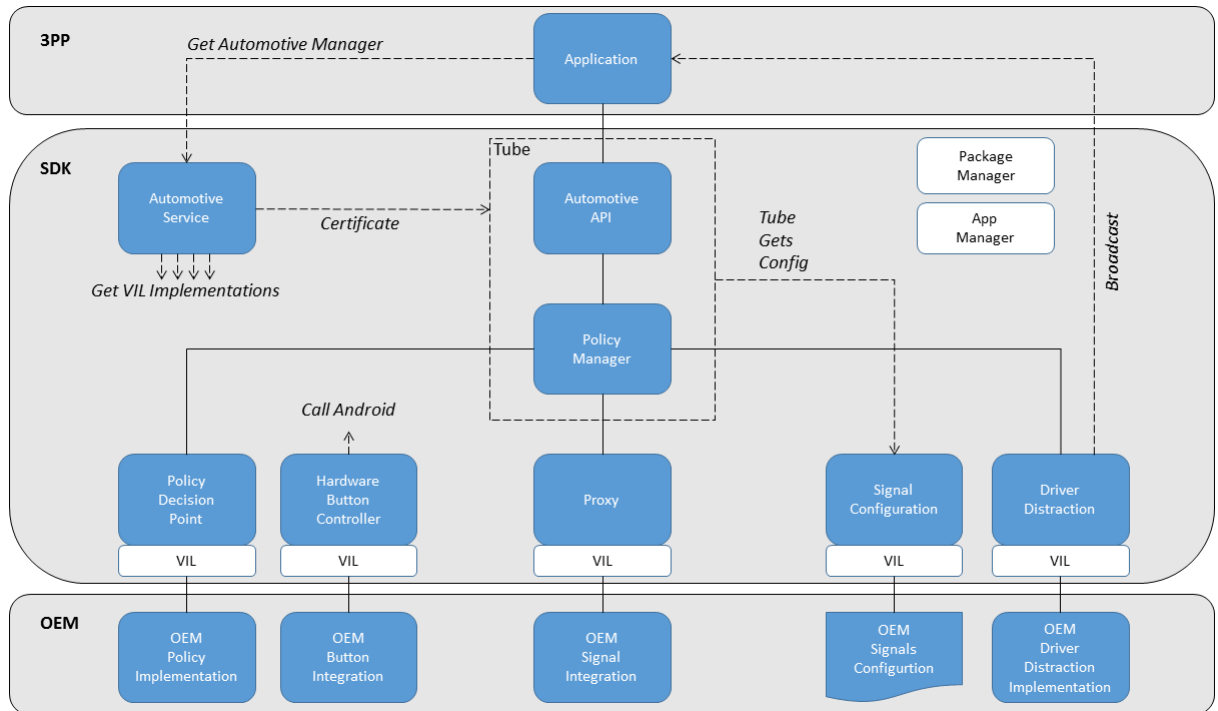 3PP
Get Automotive Manager
Application
SDK
Tube
Package
Manager
Automotive
Service
Automotive
API
App
Manager
Certificate
Tube
Gets
Config
Broadcast
Get VIL Implementations
Policy
Manager
Call Android
Policy
Decision
Point
Hardware
Button
Controller
Proxy
Signal
Configuration
Driver
Distraction
VIL
VIL
VIL
VIL
VIL
OEM
OEM
Policy
Implementation
OEM
Button
Integration
OEM
Signal
Integration
OEM
Signals
Configurtion
OEM
Driver
Distraction
Implementation